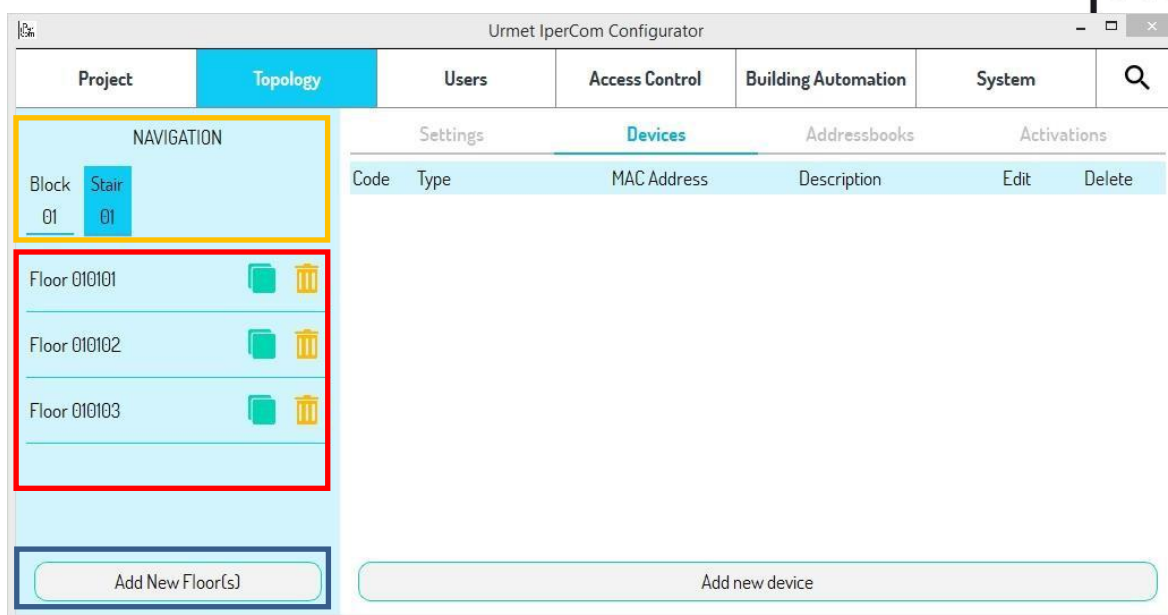 Urmet IperCom Configurator
Project Topology Users Access Control Building Automation System
NAVIGATION
Settings Devices Addressbooks Activations
Block Stair
01 01
Code Type MAC Address Description Edit Delete
Floor 010101
Floor 010102
Floor 010103
Add New Floor(s)
Add new device